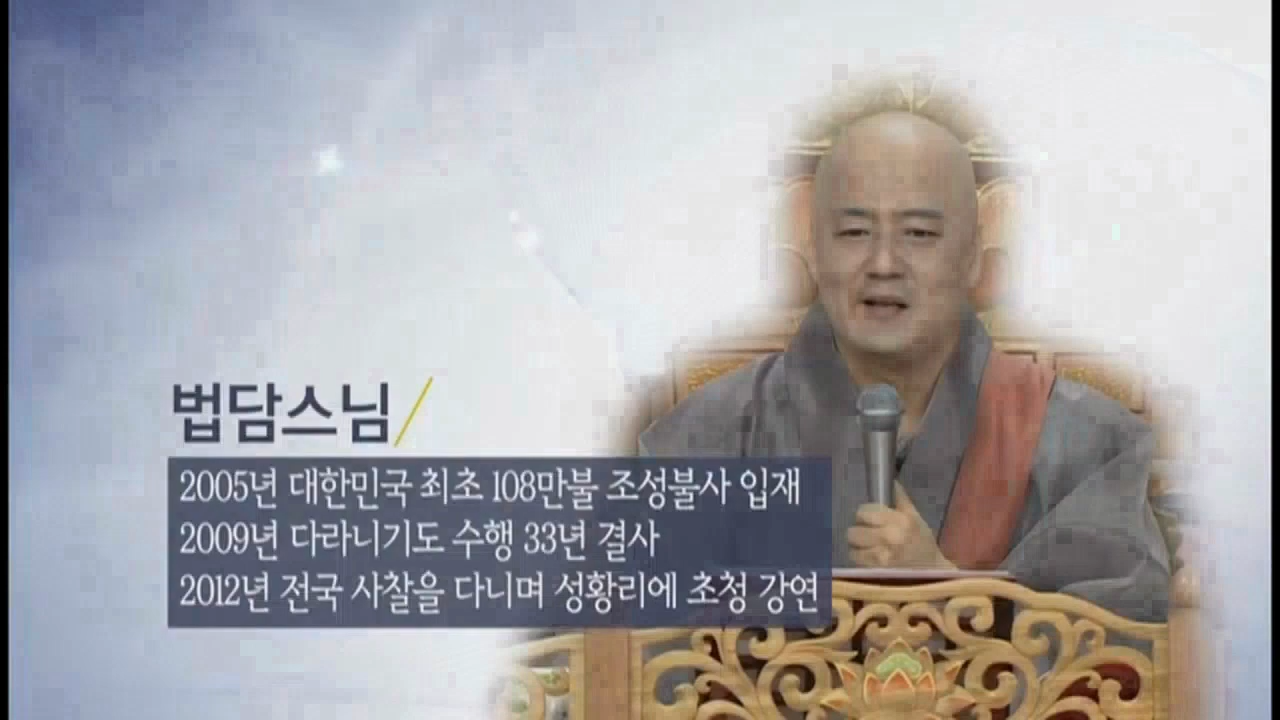 법담스님
2005년 대한민국 최초 108만불 조성불사 입재
2009년 다라니기도 수행 33년 결사
2012년 전국 사찰을 다니며 성황리에 초청 강연